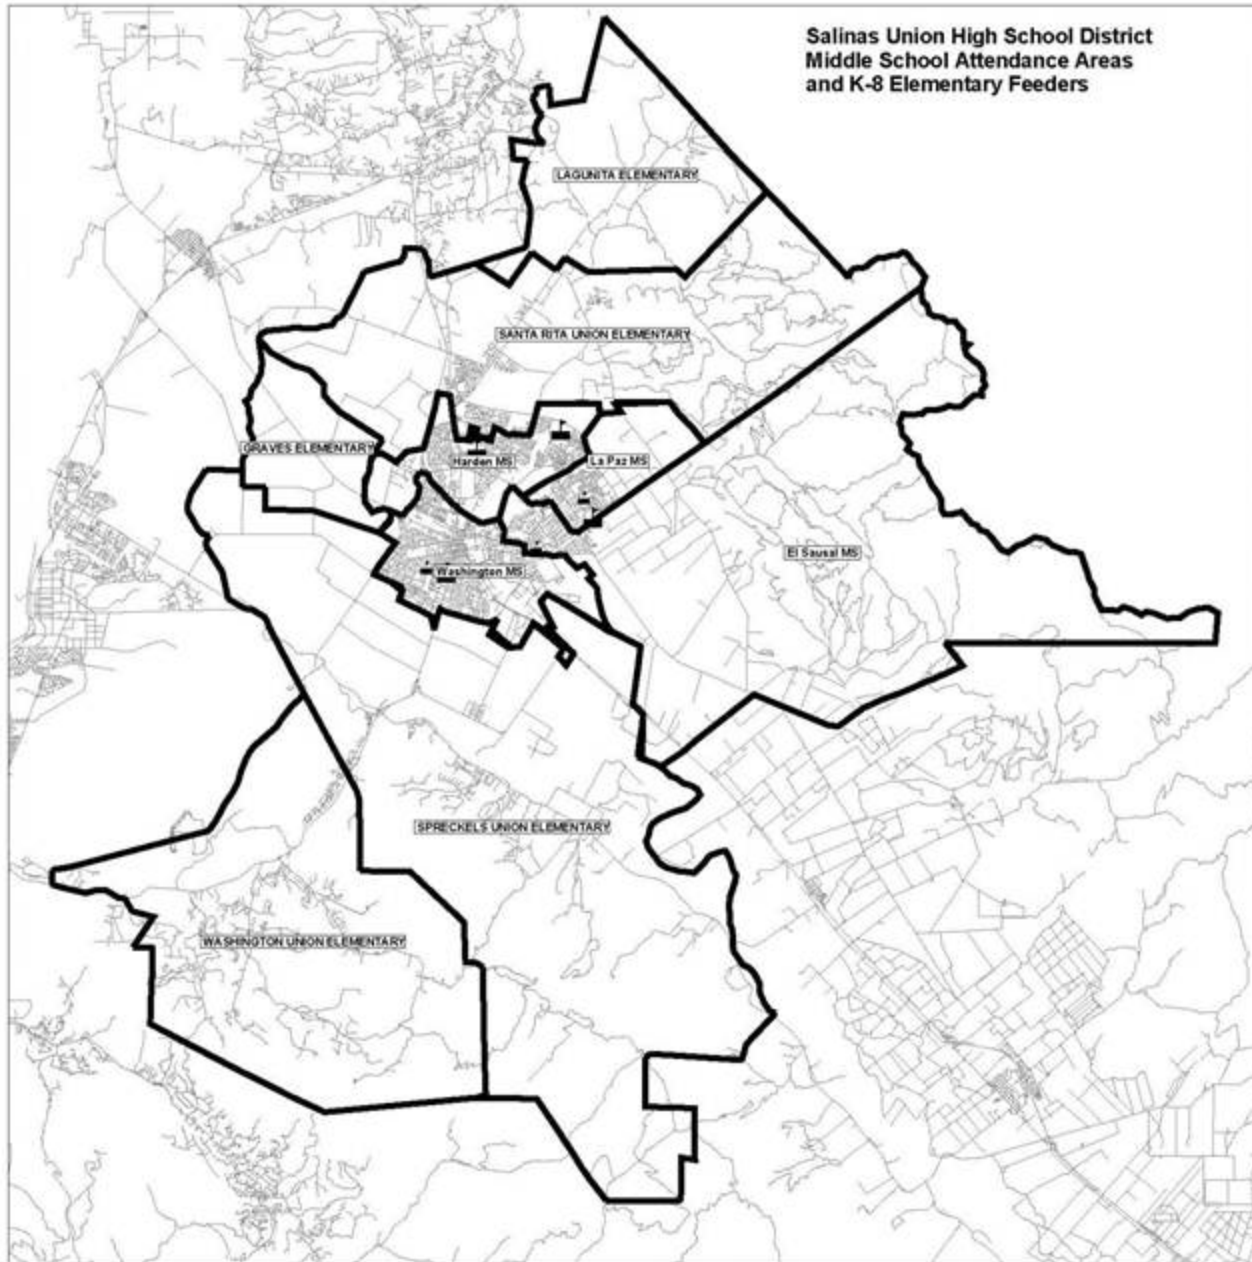 Salinas Union High School District
Middle School Attendance Areas
and K-8 Elementary Feeders
LAGUNITA ELEMENTARY
SANTA RITA UNION ELEMENTARY
GRAVES ELEMENTARY
Harden MS
La Paz MS
El Sausal MS
Washington MS
SPRECKELS UNION ELEMENTARY
WASHINGTON UNION ELEMENTARY